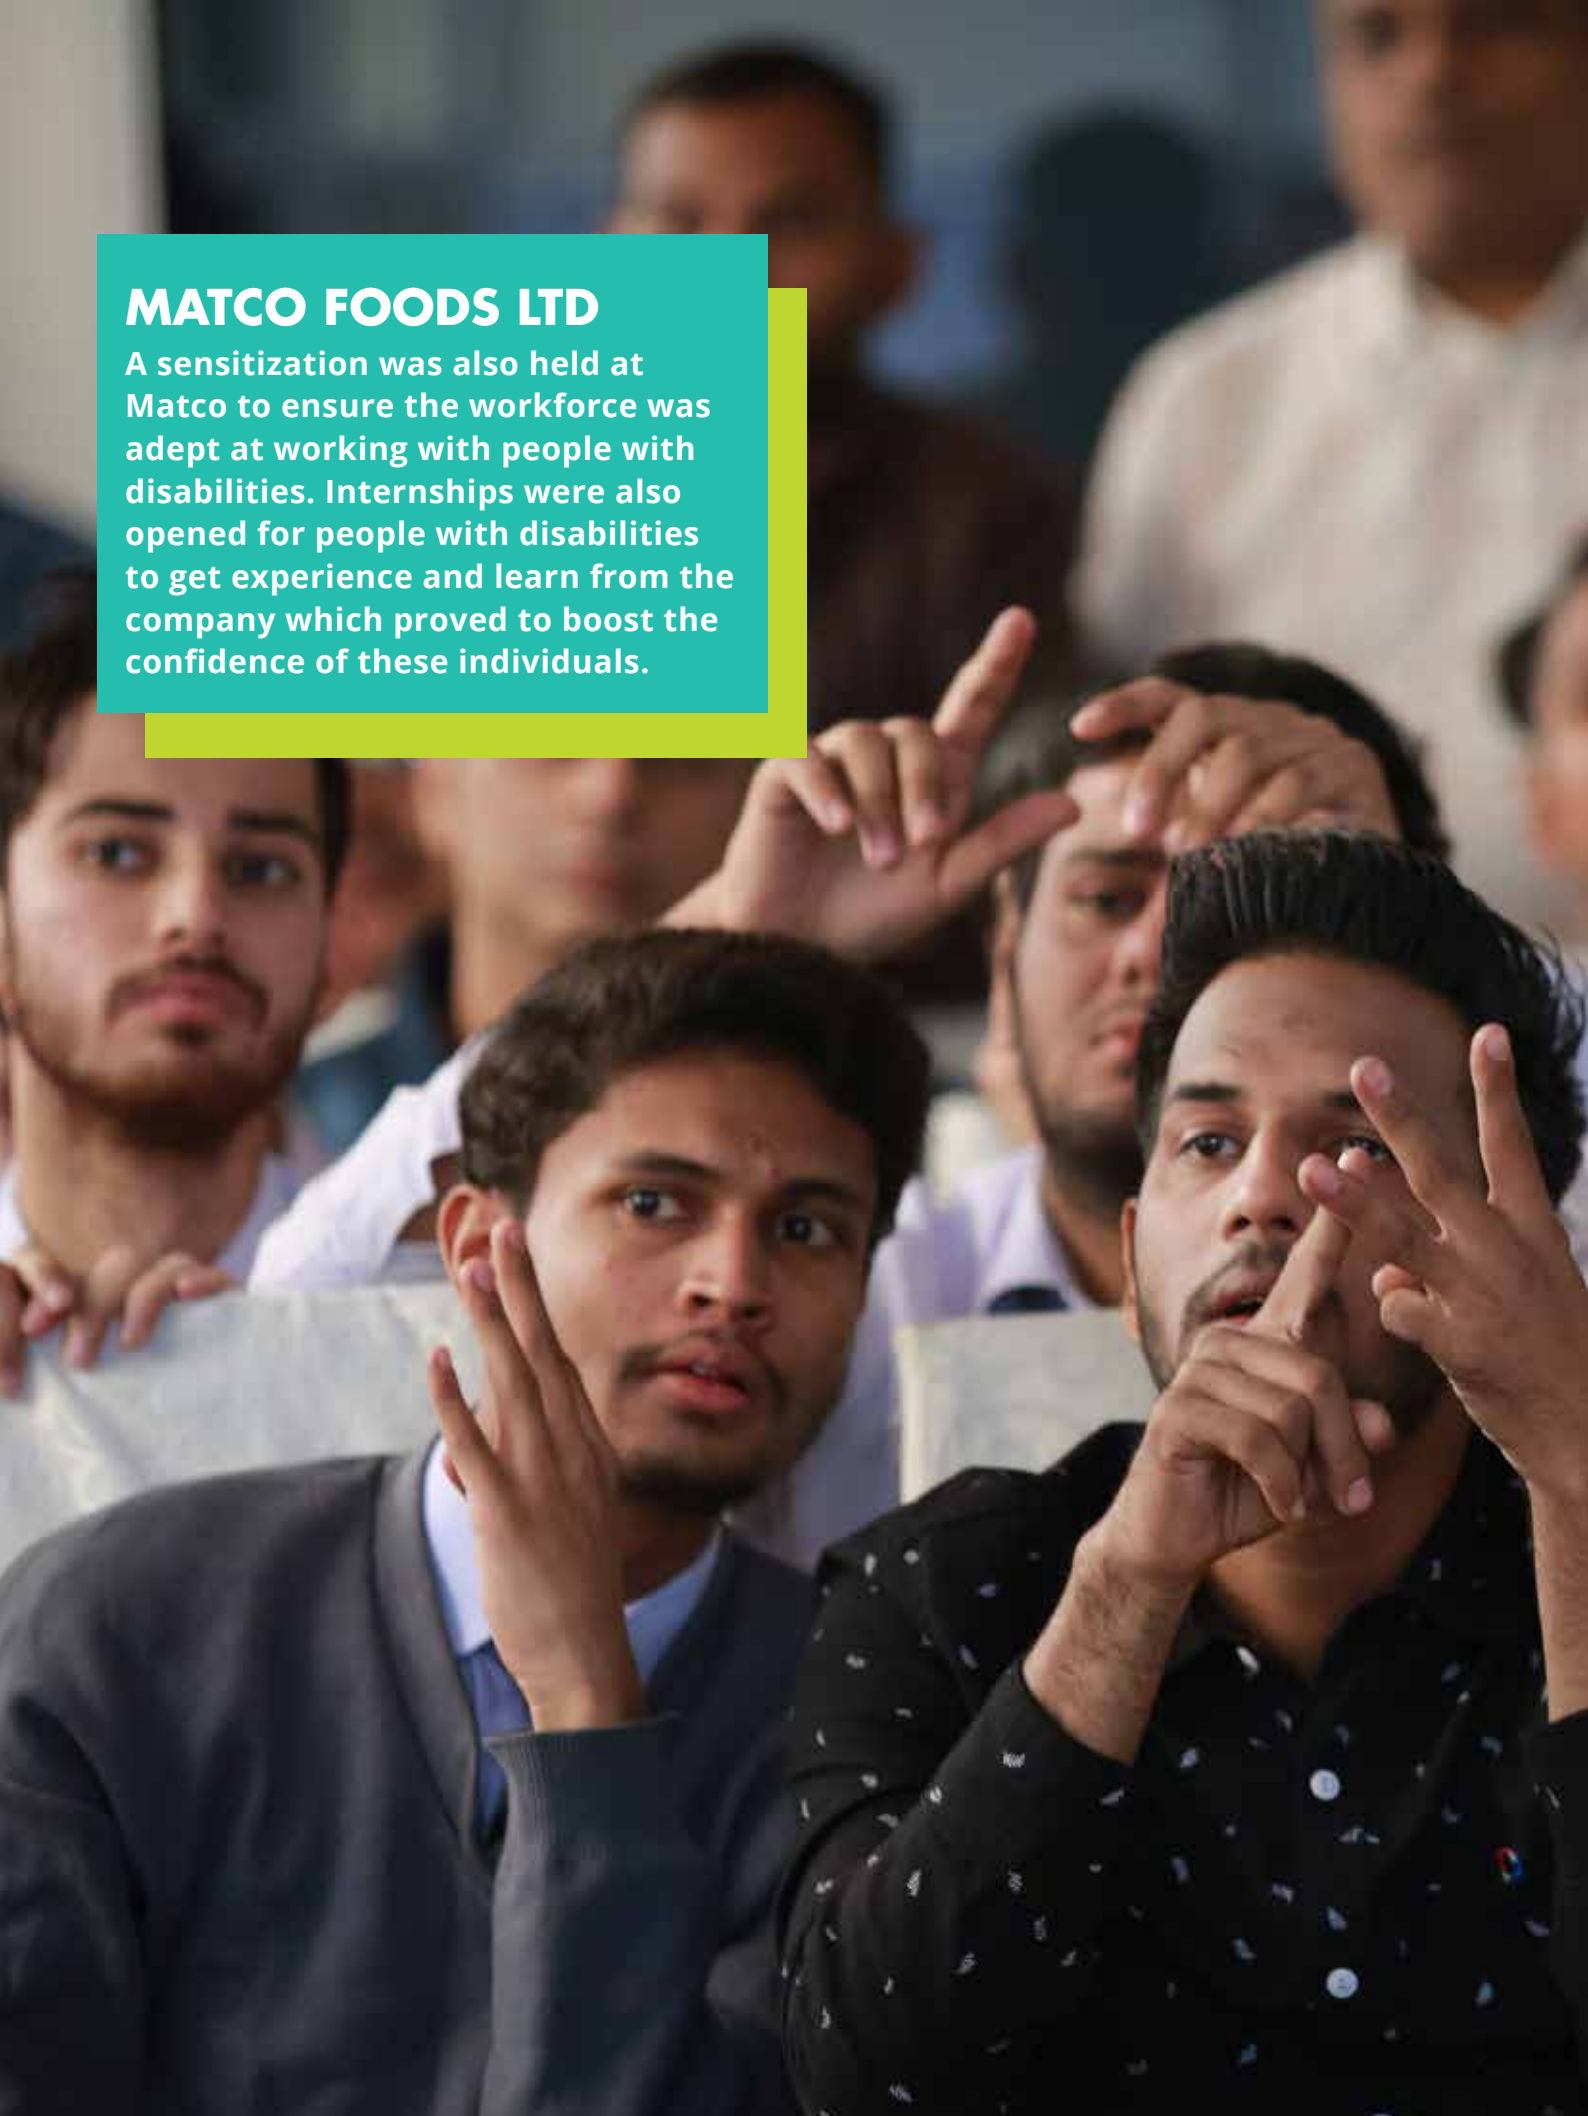 MATCO FOODS LTD
A sensitization was also held at
Matco to ensure the workforce was
adept at working with people with
disabilities. Internships were also
opened for people with disabilities
to get experience and learn from the
company which proved to boost the
confidence of these individuals.